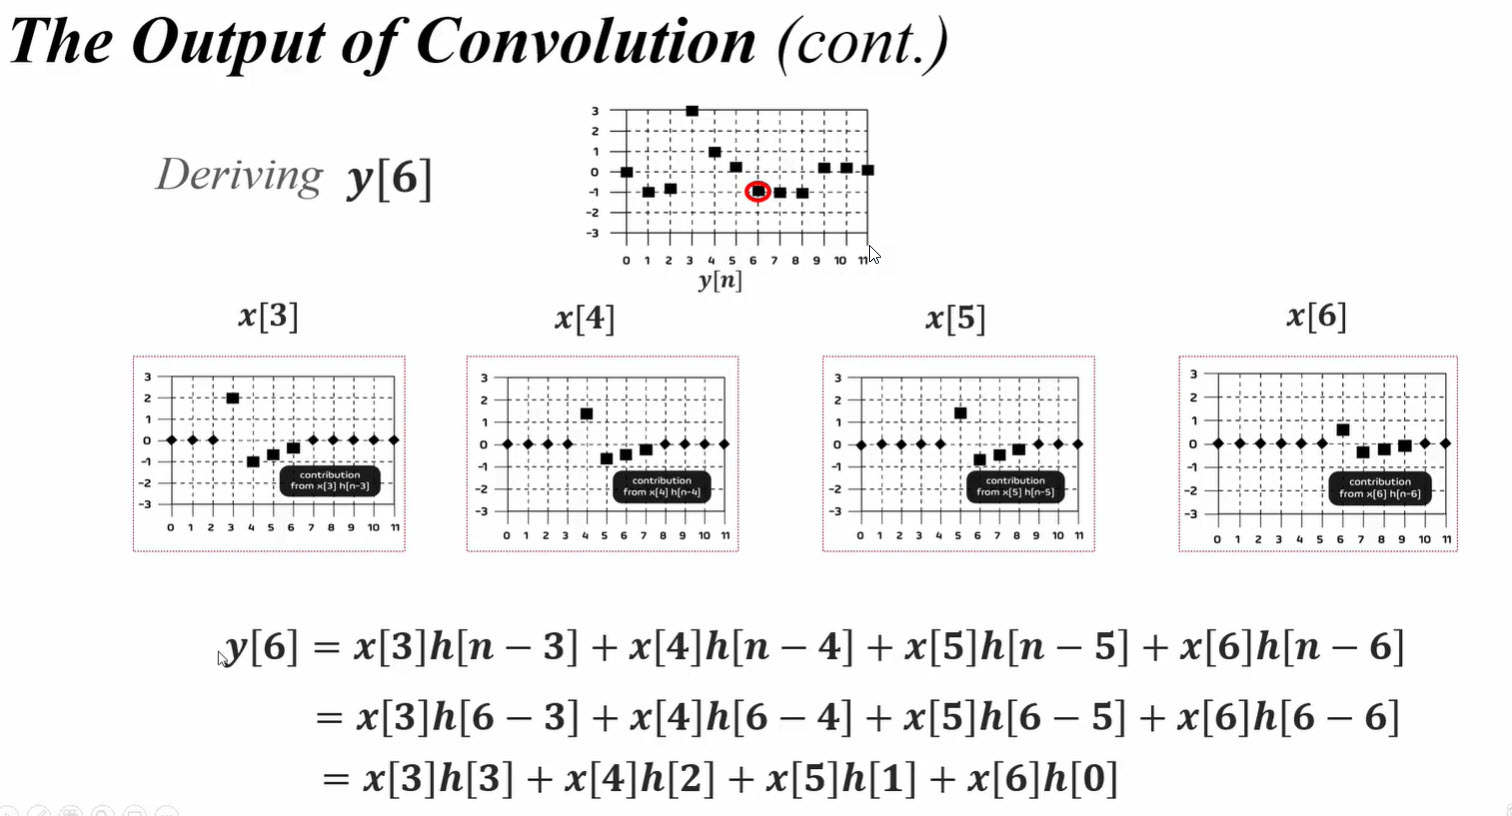 The Output of Convolution (cont.)
Deriving y[6]
3
2
1
0
-1
-2
-3
0 1 2 3 4 5 6 7 8 9 10 11
y[n]
x[3]
x[4]
x[5]
x[6]
3
2
1
0
-1
-2
-3
contribution
from x[3] h[n-3]
0 1 2 3 4 5 6 7 8 9 10 11
3
2
1
0
-1
-2
-3
contribution
from x[4] h[n-4]
0 1 2 3 4 5 6 7 8 9 10 11
3
2
1
0
-1
-2
-3
contribution
from x[5] h[n-5]
0 1 2 3 4 5 6 7 8 9 10 11
3
2
1
0
-1
-2
-3
contribution
from x[6] h[n-6]
0 1 2 3 4 5 6 7 8 9 10 11
y[6] = x[3]h[n − 3] + x[4]h[n − 4] + x[5]h[n − 5] + x[6]h[n − 6]
= x[3]h[6 − 3] + x[4]h[6 − 4] + x[5]h[6 − 5] + x[6]h[6 − 6]
= x[3]h[3] + x[4]h[2] + x[5]h[1] + x[6]h[0]